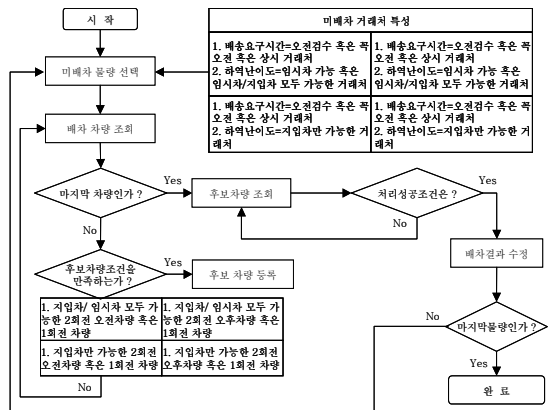 시 작
미배차 거래처 특성
1. 배송요구시간=오전검수 혹은 꼭
오전 혹은 상시 거래처
2. 하역난이도=임시차 가능 혹은
임시차/지입차 모두 가능한 거래처
1. 배송요구시간=오전검수 혹은 꼭
오전 혹은 상시 거래처
2. 하역난이도=임시차 가능 혹은
임시차/지입차 모두 가능한 거래처
1. 배송요구시간=오전검수 혹은 꼭
오전 혹은 상시 거래처
2. 하역난이도=지입차만 가능한 거
래처
1. 배송요구시간=오전검수 혹은 꼭
오전 혹은 상시 거래처
2. 하역난이도=지입차만 가능한 거
래처
미배차 물량 선택
배차 차량 조회
마지막 차량인가 ?
Yes
No
후보차량 조회
처리성공조건은 ?
Yes
No
후보차량조건을
만족하는가 ?
Yes
후보 차량 등록
배차결과 수정
1. 지입차/ 임시차 모두 가
능한 2회전 오전차량 혹은
1회전 차량
1. 지입차/ 임시차 모두 가
능한 2회전 오후차량 혹은
1회전 차량
1. 지입차만 가능한 2회전
오전차량 혹은 1회전 차량
1. 지입차만 가능한 2회전
오후차량 혹은 1회전 차량
No
No
마지막물량인가 ?
Yes
완 료